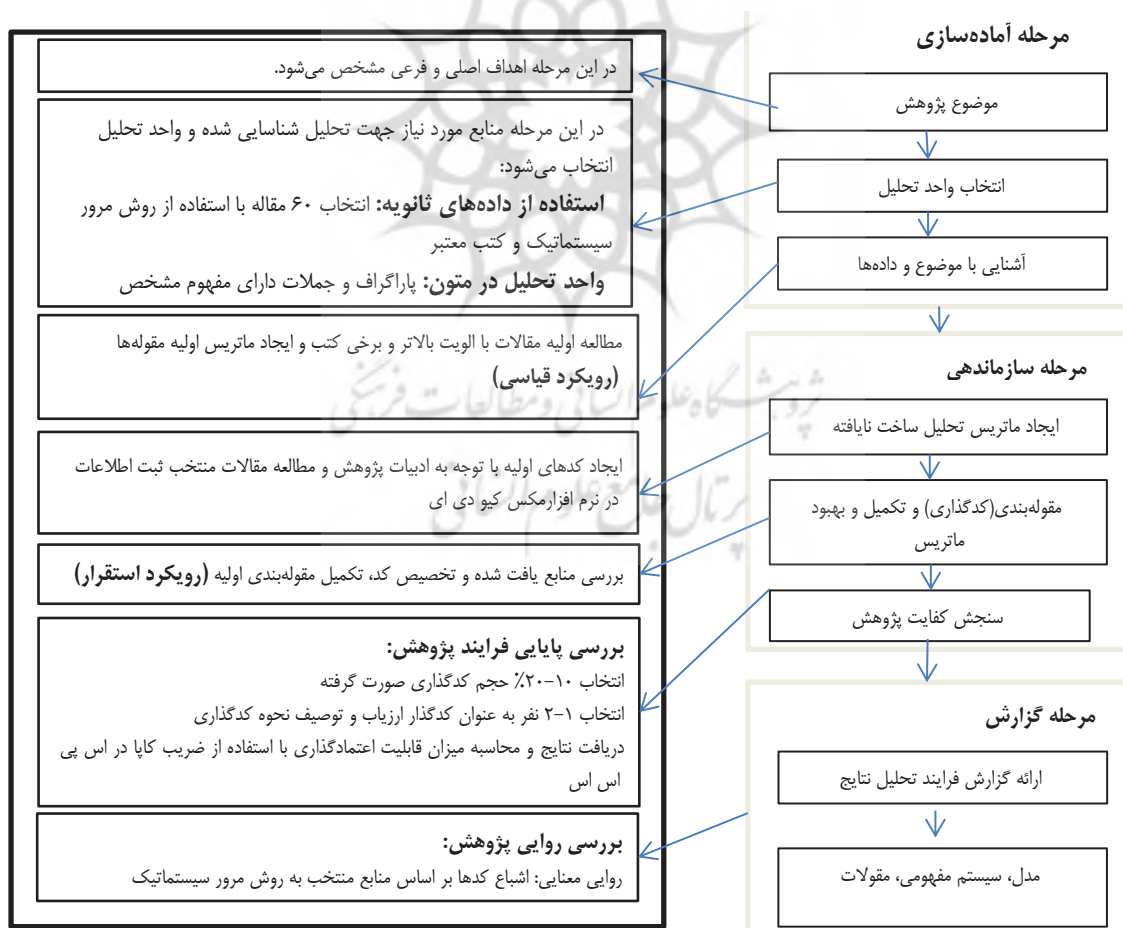 مرحله آماده‌سازی
موضوع پژوهش
انتخاب واحد تحلیل
آشنایی با موضوع و داده‌ها
مرحله سازماندهی
ایجاد ماتریس تحلیل ساخت نایافته
مقوله‌بندی(کدگذاری) و تکمیل و بهبود
ماتریس
سنجش کفایت پژوهش
مرحله گزارش
ارائه گزارش فرایند تحلیل نتایج
مدل، سیستم مفهومی، مقولات
در این مرحله اهداف اصلی و فرعی مشخص می‌شود.
در این مرحله منابع مورد نیاز جهت تحلیل شناسایی شده و واحد تحلیل
انتخاب می‌شود:
استفاده از داده‌های ثانویه: انتخاب ۶۰ مقاله با استفاده از روش مرور
سیستماتیک و کتب معتبر
واحد تحلیل در متون: پاراگراف و جملات دارای مفهوم مشخص
مطالعه اولیه مقالات با الویت بالاتر و برخی کتب و ایجاد ماتریس اولیه مقوله‌ها
(رویکرد قیاسی)
ایجاد کدهای اولیه با توجه به ادبیات پژوهش و مطالعه مقالات منتخب ثبت اطلاعات
در نرم افزارمکس کیو دی ای
بررسی منابع یافت شده و تخصیص کد، تکمیل مقوله‌بندی اولیه (رویکرد استقرار)
بررسی پایایی فرایند پژوهش:
انتخاب ۱۰-۲۰٪ حجم کدگذاری صورت گرفته
انتخاب ۱-۲ نفر به عنوان کدگذار ارزیاب و توصیف نحوه کدگذاری
دریافت نتایج و محاسبه میزان قابلیت اعتمادگذاری با استفاده از ضریب کاپا در اس پی
اس اس
بررسی روایی پژوهش:
روایی معنایی: اشباع کدها بر اساس منابع منتخب به روش مرور سیستماتیک
پژوهشگاه علوم انسانی و مطالعات فرهنگی
پرتال جامع علوم انسانی